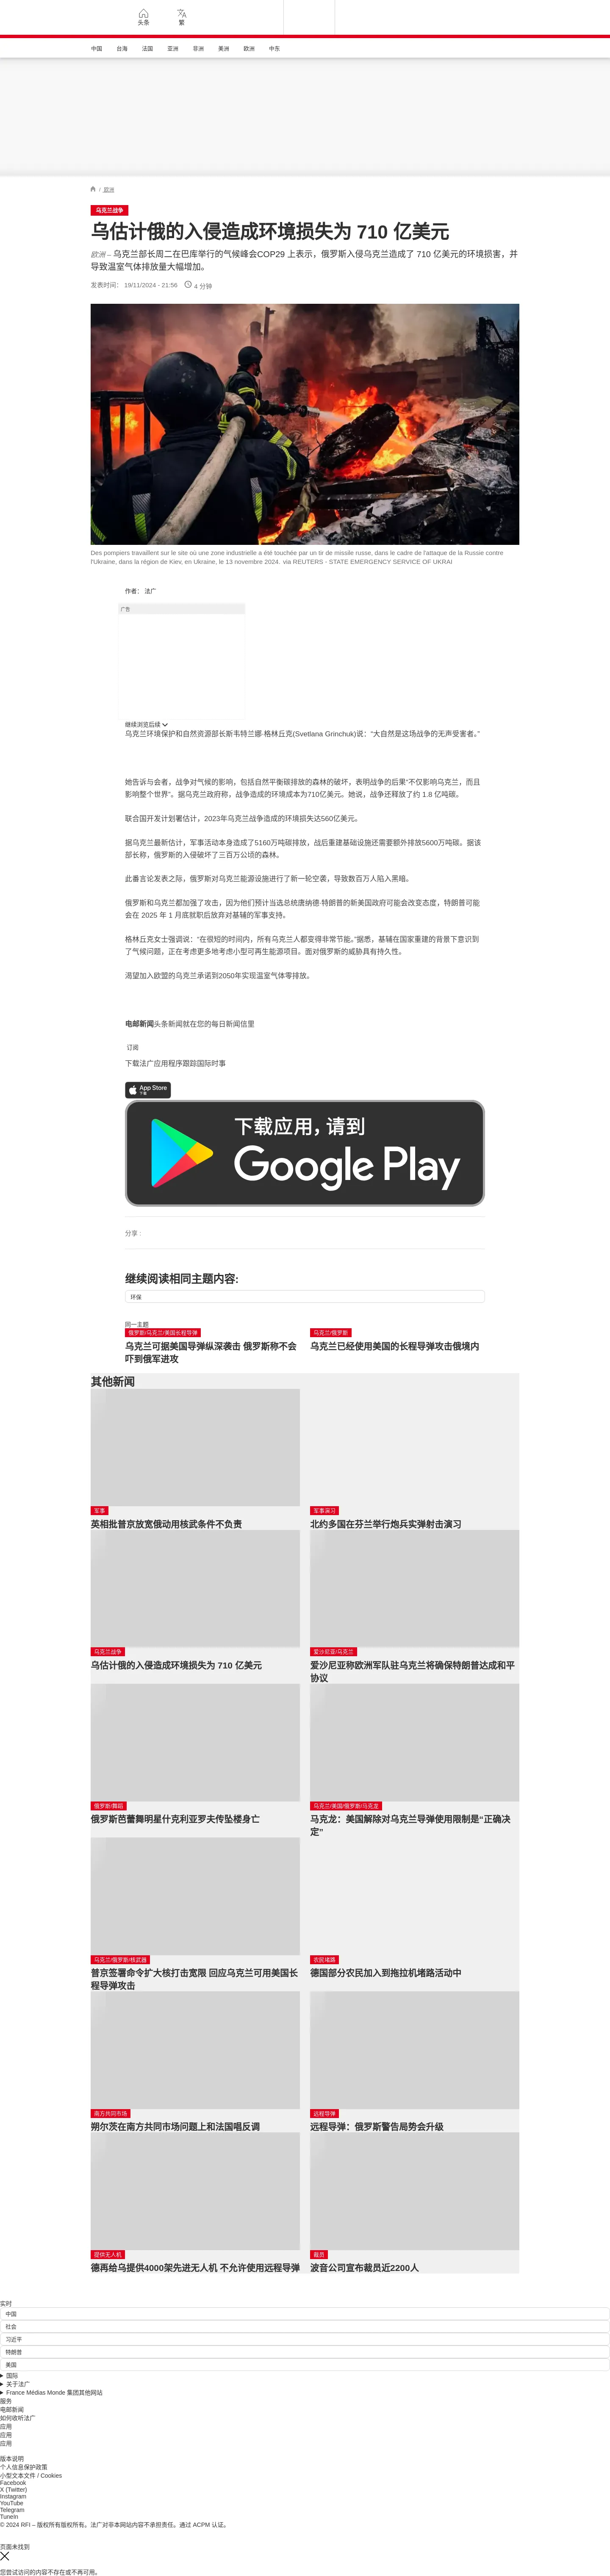 头条
繁
中国
台海
法国
亚洲
非洲
美洲
欧洲
中东
/ 欧洲
乌克兰战争
乌估计俄的入侵造成环境损失为 710 亿美元
欧洲 – 乌克兰部长周二在巴库举行的气候峰会COP29 上表示，俄罗斯入侵乌克兰造成了 710 亿美元的环境损害，并
导致温室气体排放量大幅增加。
发表时间： 19/11/2024 - 21:56 4 分钟
Des pompiers travaillent sur le site où une zone industrielle a été touchée par un tir de missile russe, dans le cadre de l'attaque de la Russie contre
l'Ukraine, dans la région de Kiev, en Ukraine, le 13 novembre 2024. via REUTERS - STATE EMERGENCY SERVICE OF UKRAI
作者： 法广
广告
继续浏览后续
乌克兰环境保护和自然资源部长斯韦特兰娜·格林丘克(Svetlana Grinchuk)说：“大自然是这场战争的无声受害者。”
她告诉与会者，战争对气候的影响，包括自然平衡碳排放的森林的破坏，表明战争的后果“不仅影响乌克兰，而且
影响整个世界”。据乌克兰政府称，战争造成的环境成本为710亿美元。她说，战争还释放了约 1.8 亿吨碳。
联合国开发计划署估计，2023年乌克兰战争造成的环境损失达560亿美元。
据乌克兰最新估计，军事活动本身造成了5160万吨碳排放，战后重建基础设施还需要额外排放5600万吨碳。据该
部长称，俄罗斯的入侵破坏了三百万公顷的森林。
此番言论发表之际，俄罗斯对乌克兰能源设施进行了新一轮空袭，导致数百万人陷入黑暗。
俄罗斯和乌克兰都加强了攻击，因为他们预计当选总统唐纳德·特朗普的新美国政府可能会改变态度，特朗普可能
会在 2025 年 1 月底就职后放弃对基辅的军事支持。
格林丘克女士强调说：“在很短的时间内，所有乌克兰人都变得非常节能。”据悉，基辅在国家重建的背景下意识到
了气候问题，正在考虑更多地考虑小型可再生能源项目。面对俄罗斯的威胁具有持久性。
渴望加入欧盟的乌克兰承诺到2050年实现温室气体零排放。
电邮新闻头条新闻就在您的每日新闻信里
订阅
下载法广应用程序跟踪国际时事
App Store
下载
下载应用，请到
Google Play
分享 :
继续阅读相同主题内容:
环保
同一主题
俄罗斯/乌克兰/美国长程导弹
乌克兰可据美国导弹纵深袭击 俄罗斯称不会
吓到俄军进攻
乌克兰/俄罗斯
乌克兰已经使用美国的长程导弹攻击俄境内
其他新闻
军事
英相批普京放宽俄动用核武条件不负责
军事演习
北约多国在芬兰举行炮兵实弹射击演习
乌克兰战争
乌估计俄的入侵造成环境损失为 710 亿美元
爱沙尼亚/乌克兰
爱沙尼亚称欧洲军队驻乌克兰将确保特朗普达成和平
协议
俄罗斯/舞蹈
俄罗斯芭蕾舞明星什克利亚罗夫传坠楼身亡
乌克兰/美国/俄罗斯/马克龙
马克龙：美国解除对乌克兰导弹使用限制是“正确决
定”
乌克兰/俄罗斯/核武器
普京签署命令扩大核打击宽限 回应乌克兰可用美国长
程导弹攻击
农民堵路
德国部分农民加入到拖拉机堵路活动中
南方共同市场
朔尔茨在南方共同市场问题上和法国唱反调
远程导弹
远程导弹：俄罗斯警告局势会升级
提供无人机
德再给乌提供4000架先进无人机 不允许使用远程导弹
裁员
波音公司宣布裁员近2200人
实时
中国
社会
习近平
特朗普
美国
国际
关于法广
France Médias Monde 集团其他网站
服务
电邮新闻
如何收听法广
应用
应用
应用
版本说明
个人信息保护政策
小型文本文件 / Cookies
Facebook
X (Twitter)
Instagram
YouTube
Telegram
TuneIn
© 2024 RFI – 版权所有版权所有。法广对非本网站内容不承担责任。通过 ACPM 认证。
页面未找到
您尝试访问的内容不存在或不再可用。